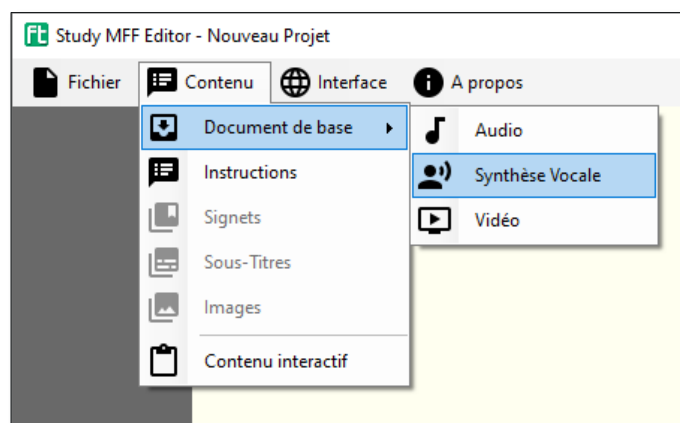 Study MFF Editor - Nouveau Projet
Fichier Contenu Interface A propos
Document de base
Instructions
Signets
Sous-Titres
Images
Contenu interactif
Audio
Synthèse Vocale
Vidéo